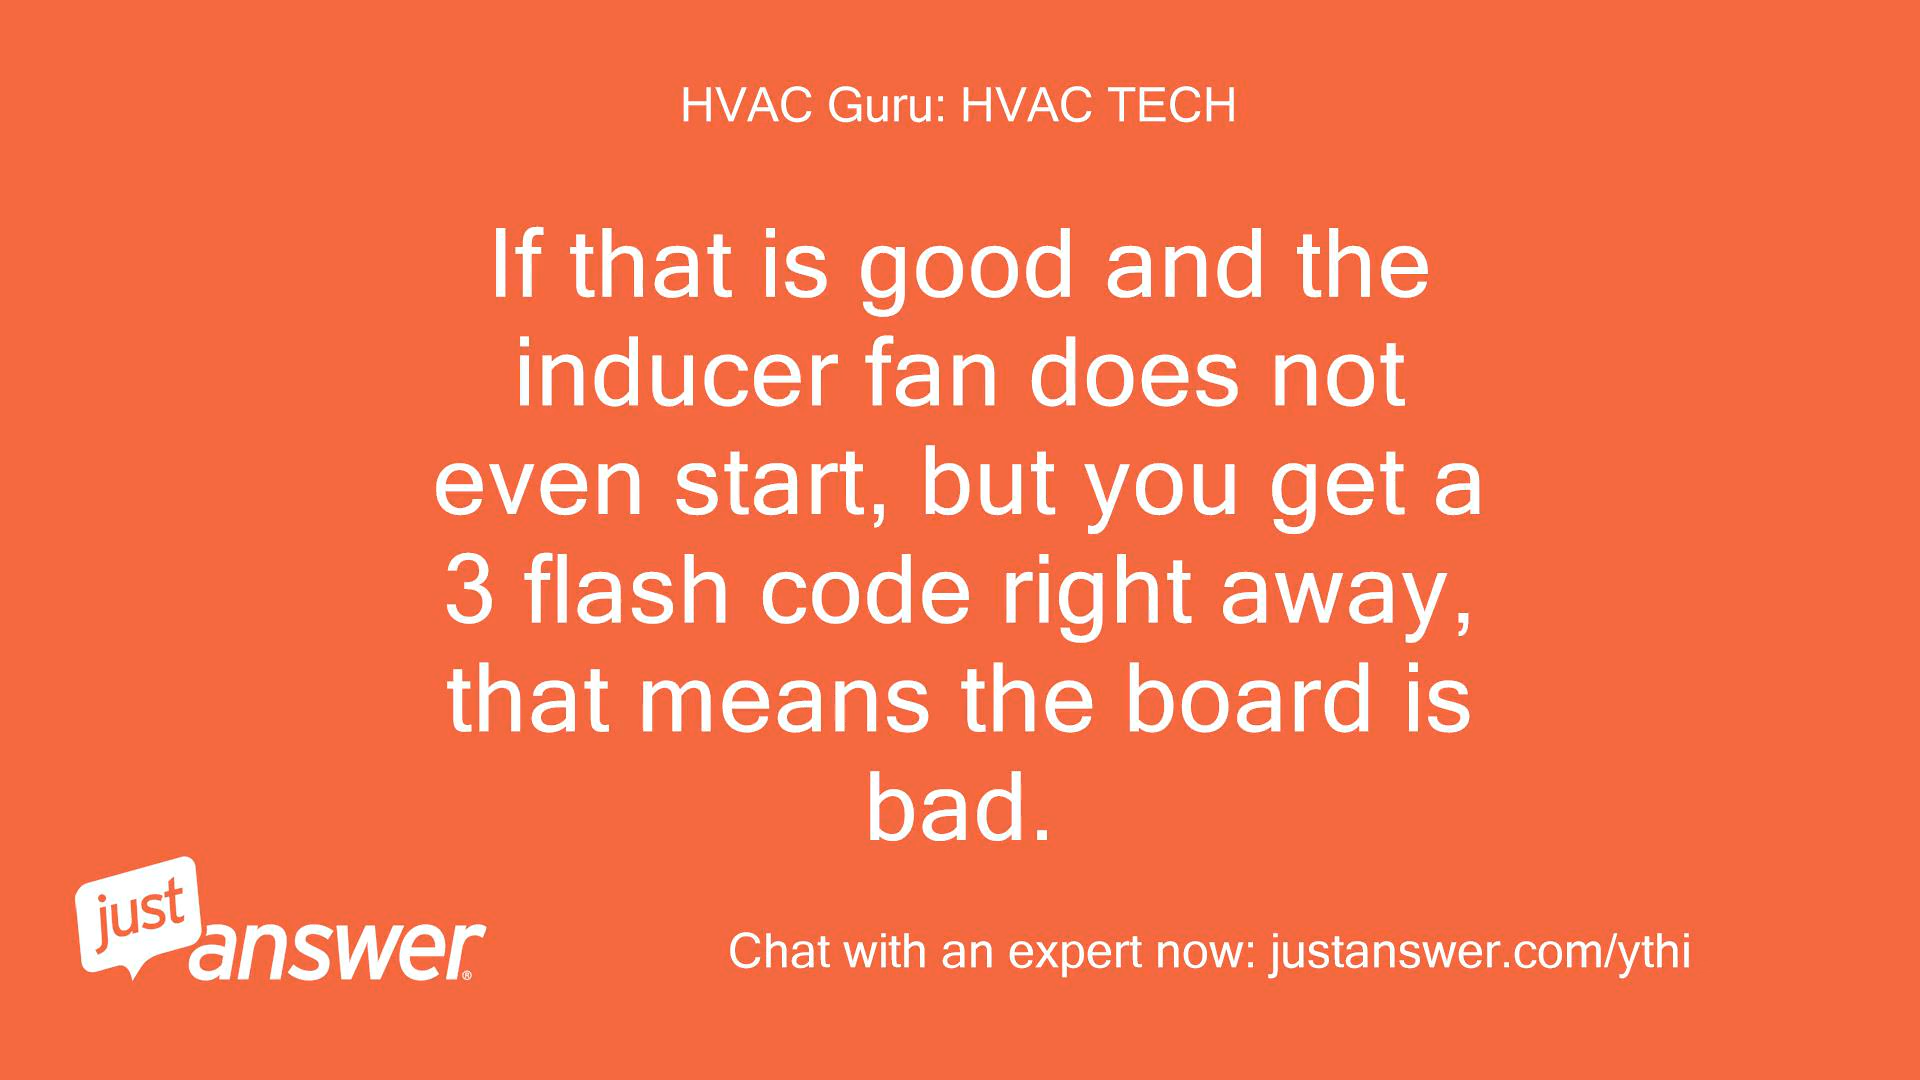 HVAC Guru: HVAC TECH
If that is good and the
inducer fan does not
even start, but you get a
3 flash code right away,
that means the board is
bad.
just
answer®
Chat with an expert now: justanswer.com/ythi